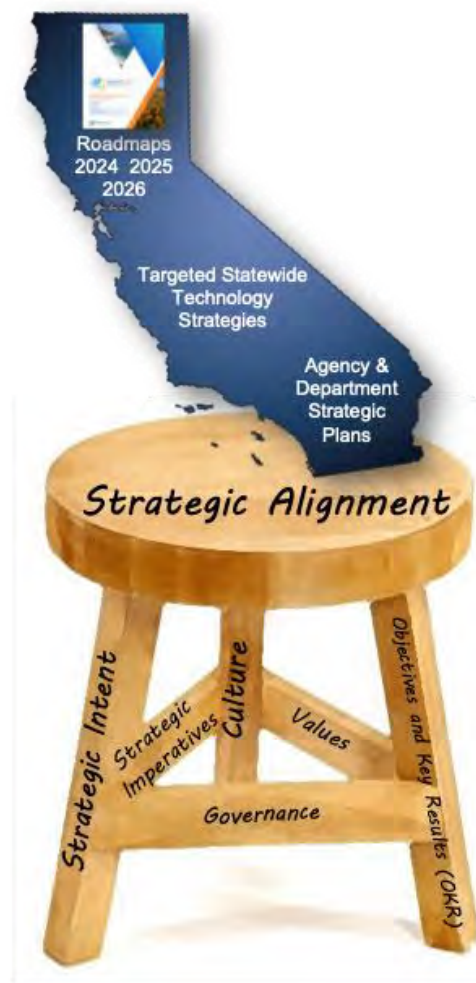 Roadmaps
2024 2025
2026
Targeted Statewide
Technology
Strategies
Agency &
Department
Strategic
Plans
Strategic Alignment
Strategic Intent
Strategic
Imperatives
Culture
Values
Objectives and Key Results (OKR)
Governance